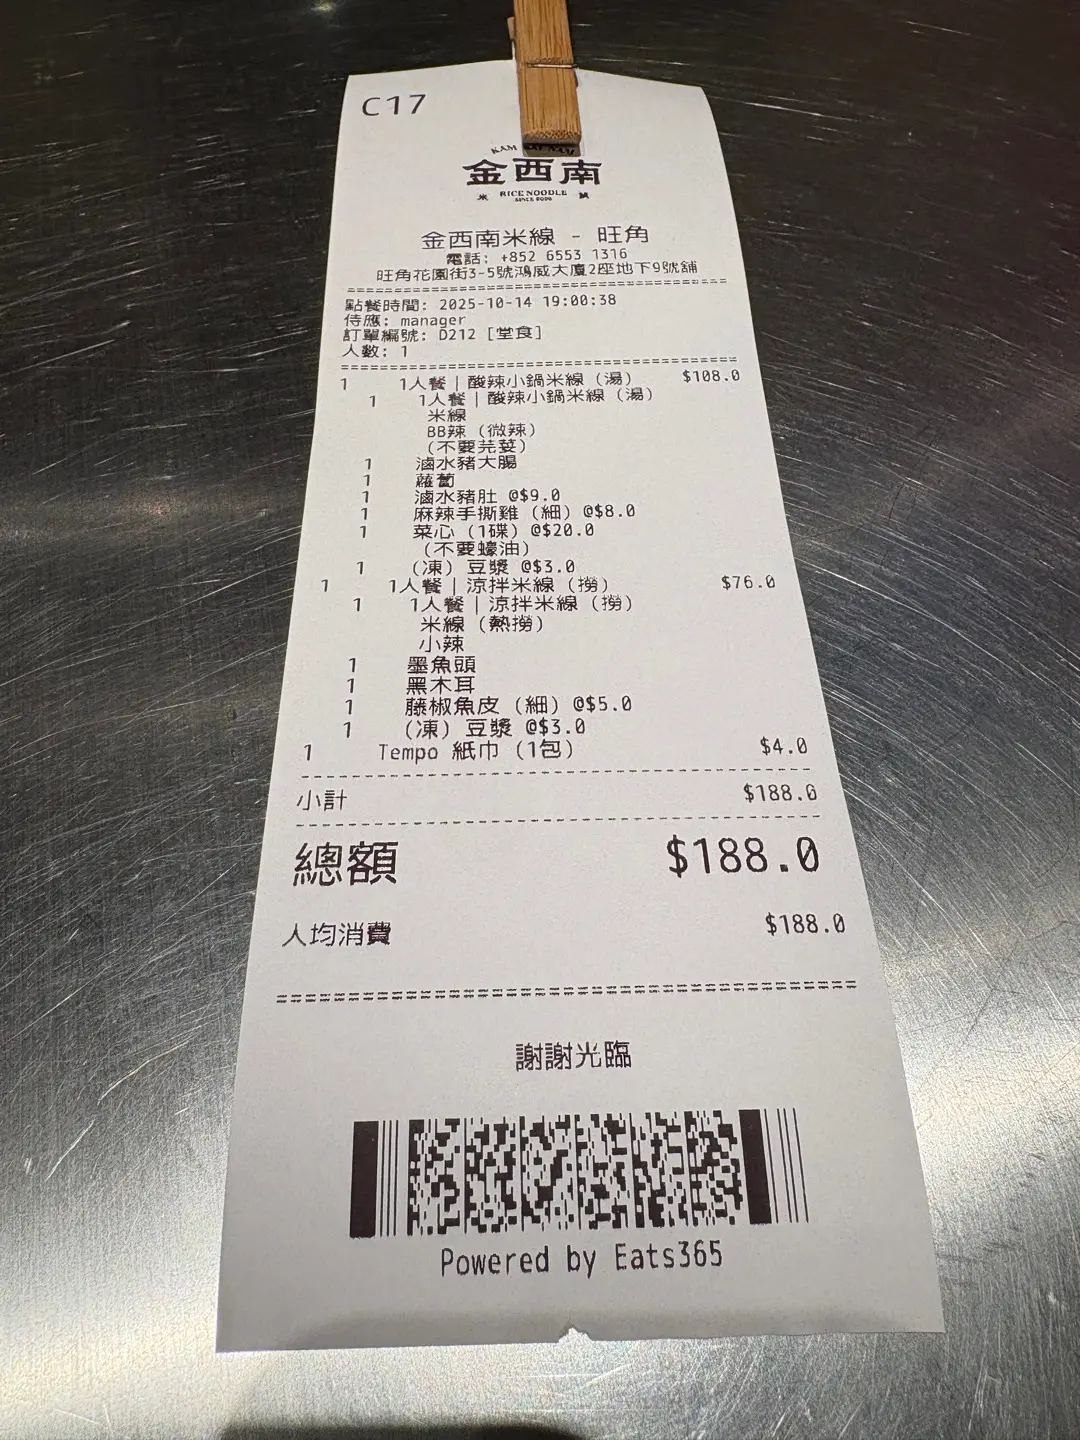 C17
KAM SAI NAM
金西南
米 RICE NOODLE 線
SINCE 2006
金西南米線 - 旺角
電話: +852 6553 1316
旺角花園街3-5號鴻威大廈2座地下9號舖
點餐時間: 2025-10-14 19:00:38
侍應: manager
訂單編號: D212 [堂食]
人數: 1
1 1人餐 | 酸辣小鍋米線 (湯) $108.0
1 1人餐 | 酸辣小鍋米線 (湯)
米線
BB辣 (微辣)
(不要芫荽)
1 滷水豬大腸
1 蘿蔔
1 滷水豬肚 @$9.0
1 麻辣手撕雞 (細) @$8.0
1 菜心 (1碟) @$20.0
(不要蠔油)
1 (凍) 豆漿 @$3.0
1 1人餐 | 涼拌米線 (撈) $76.0
1 1人餐 | 涼拌米線 (撈)
米線 (熱撈)
小辣
1 墨魚頭
1 黑木耳
1 藤椒魚皮 (細) @$5.0
1 (凍) 豆漿 @$3.0
1 Tempo 紙巾 (1包) $4.0
小計 $188.0
總額 $188.0
人均消費 $188.0
謝謝光臨
Powered by Eats365